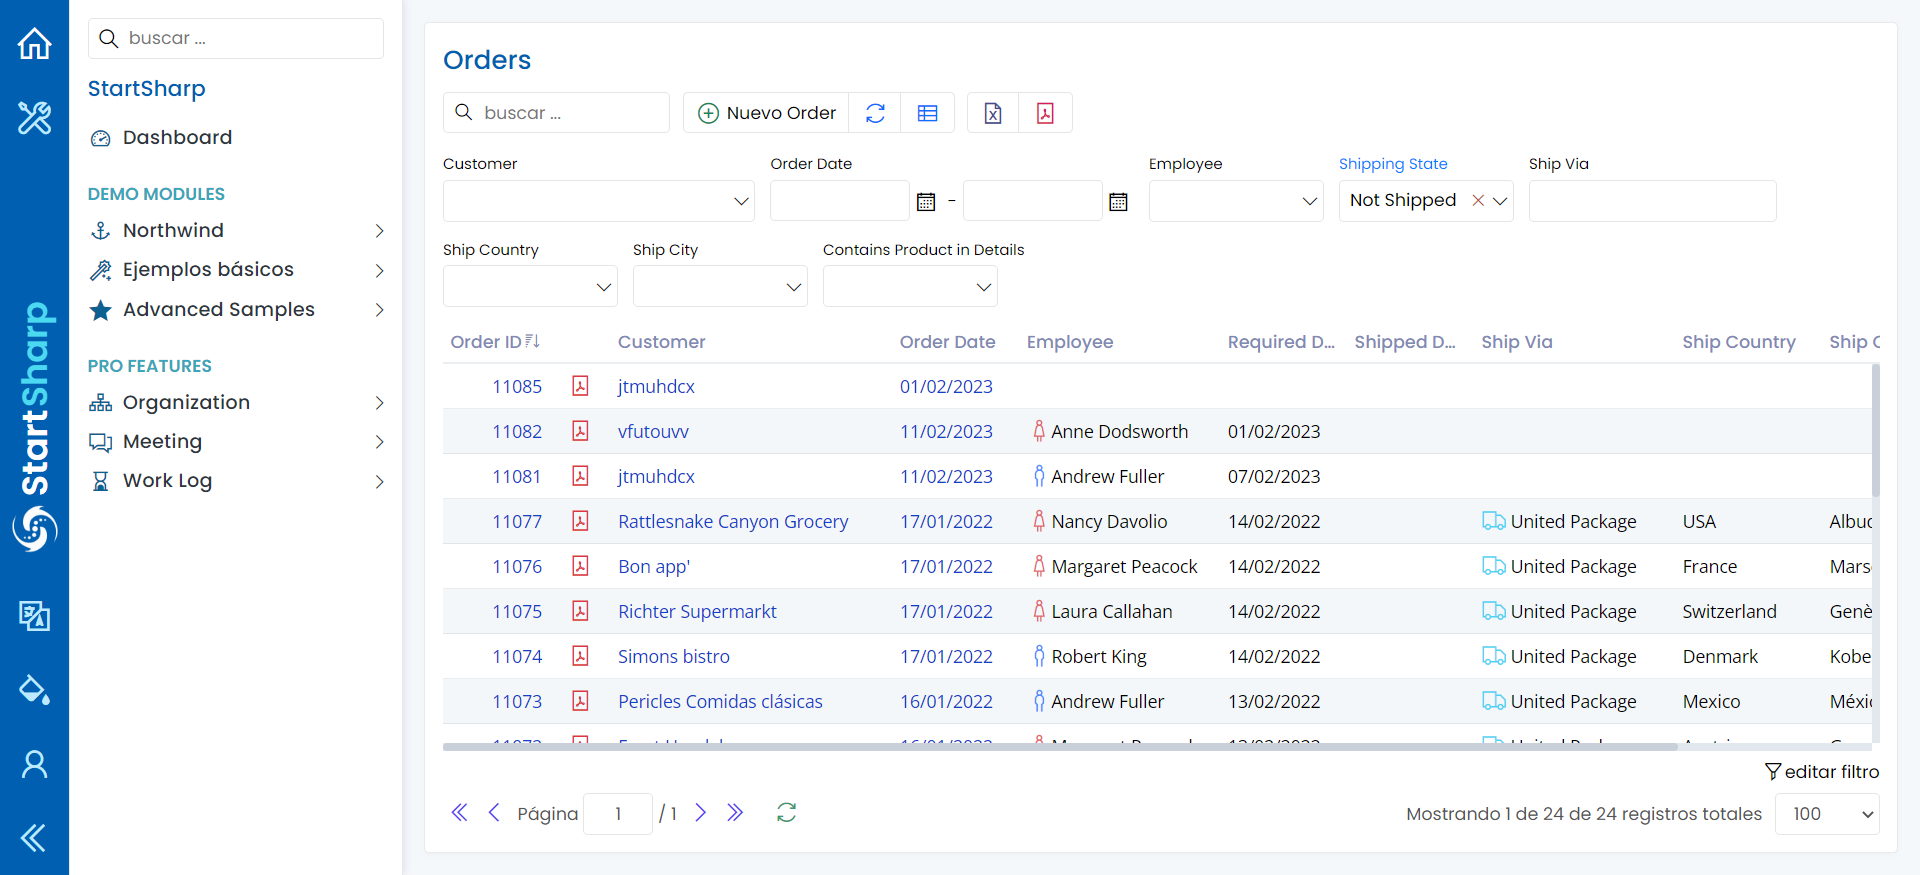 buscar ...
StartSharp
Dashboard
DEMO MODULES
Northwind
Ejemplos básicos
Advanced Samples
PRO FEATURES
Organization
Meeting
Work Log
StartSharp
Orders
buscar ...
Nuevo Order
Customer
Order Date
Employee
Shipping State
Ship Via
-
Not Shipped
Ship Country
Ship City
Contains Product in Details
Order ID Customer Order Date Employee Required D... Shipped D... Ship Via Ship Country Ship
11085 jtmuhdcx 01/02/2023
11082 vfutouvv 11/02/2023 Anne Dodsworth 01/02/2023
11081 jtmuhdcx 11/02/2023 Andrew Fuller 07/02/2023
11077 Rattlesnake Canyon Grocery 17/01/2022 Nancy Davolio 14/02/2022 United Package USA
11076 Bon app' 17/01/2022 Margaret Peacock 14/02/2022 United Package France Mars
11075 Richter Supermarkt 17/01/2022 Laura Callahan 14/02/2022 United Package Switzerland Genè
11074 Simons bistro 17/01/2022 Robert King 14/02/2022 United Package Denmark Kobe
11073 Pericles Comidas clásicas 16/01/2022 Andrew Fuller 13/02/2022 United Package Mexico Méxi
editar filtro
Página 1 / 1
Mostrando 1 de 24 de 24 registros totales 100